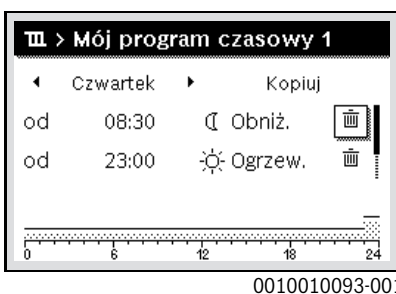 > Mój program czasowy 1
Czwartek Kopiuj
od 08:30 Obniż.
od 23:00 Ogrzew.
0 6 12 18 24
0010010093-001